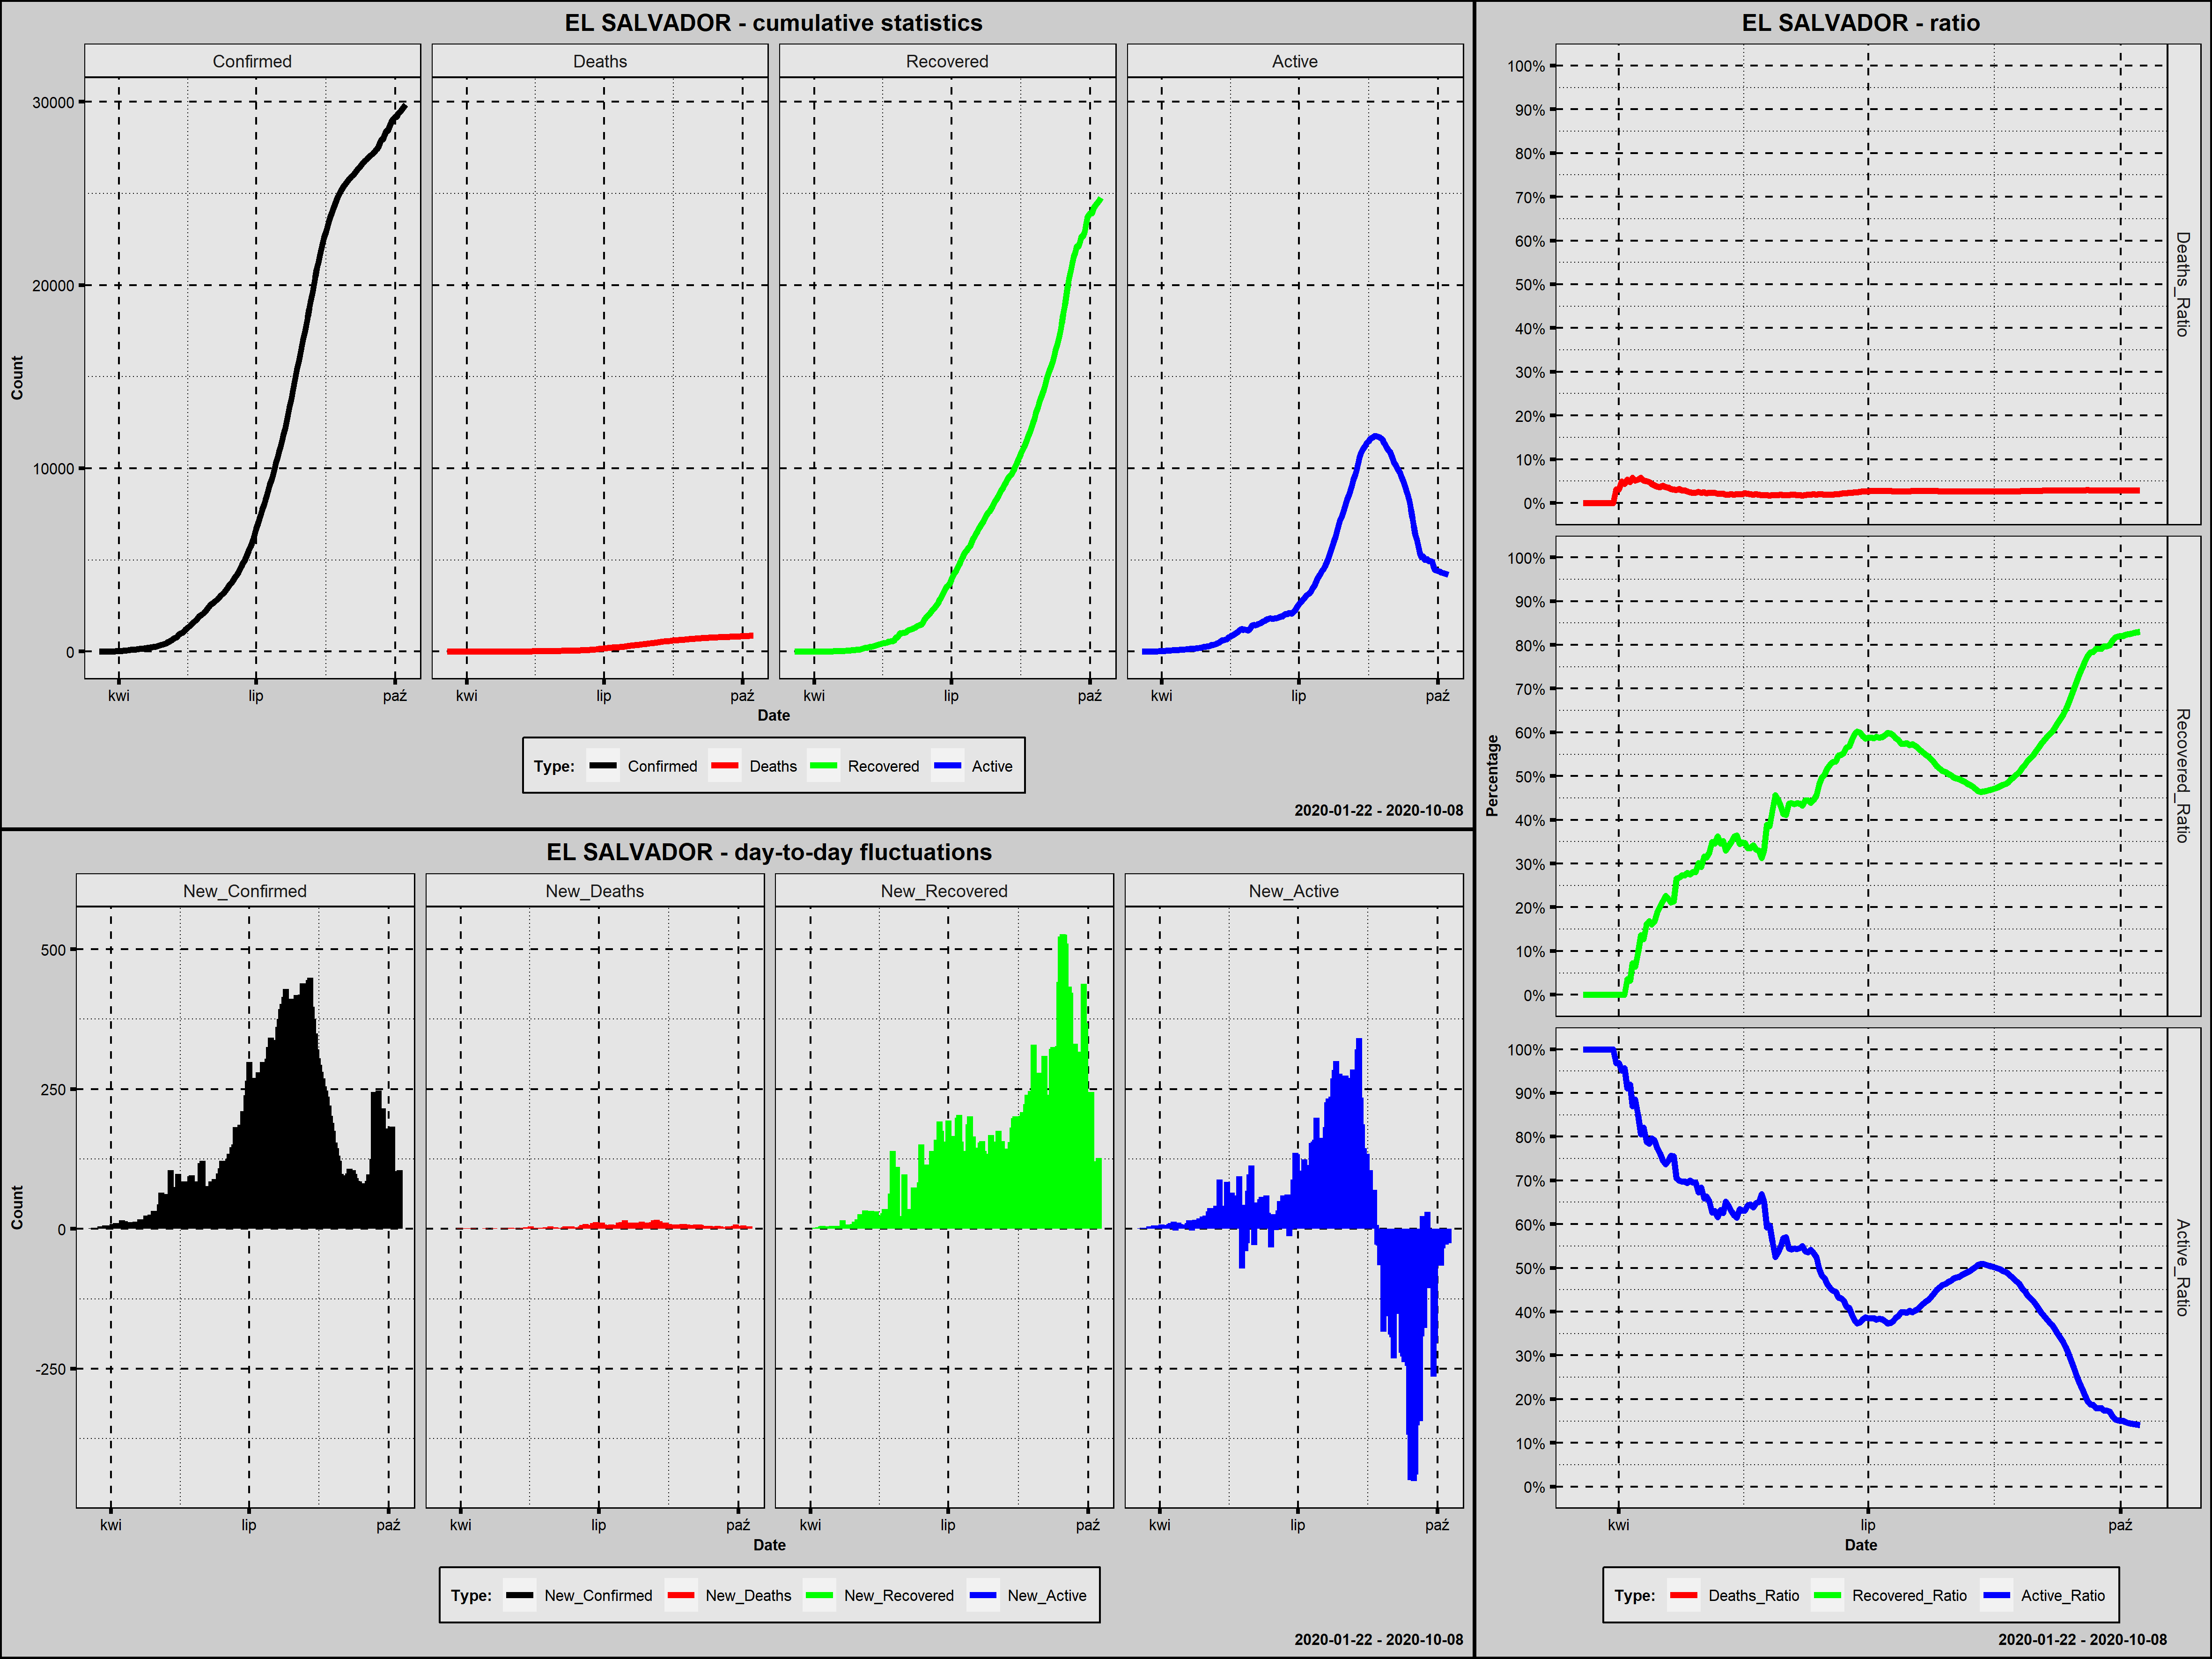 EL SALVADOR - cumulative statistics
Confirmed Deaths Recovered Active
30000
20000
10000
0
Count
kwi lip paź kwi lip paź kwi lip paź kwi lip paź
Date
Type: Confirmed Deaths Recovered Active
2020-01-22 - 2020-10-08
EL SALVADOR - day-to-day fluctuations
New_Confirmed New_Deaths New_Recovered New_Active
500
250
0
-250
Count
kwi lip paź kwi lip paź kwi lip paź kwi lip paź
Date
Type: New_Confirmed New_Deaths New_Recovered New_Active
2020-01-22 - 2020-10-08
EL SALVADOR - ratio
100%
90%
80%
70%
60%
50%
40%
30%
20%
10%
0%
Deaths_Ratio
100%
90%
80%
70%
60%
50%
40%
30%
20%
10%
0%
Recovered_Ratio
Percentage
100%
90%
80%
70%
60%
50%
40%
30%
20%
10%
0%
Active_Ratio
kwi lip paź
Date
Type: Deaths_Ratio Recovered_Ratio Active_Ratio
2020-01-22 - 2020-10-08